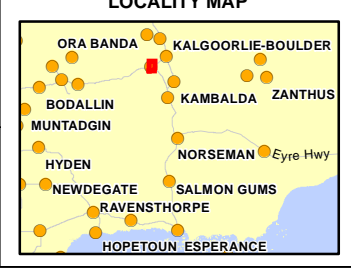 LOCALITY MAP
ORA BANDA
KALGOORLIE-BOULDER
KAMBALDA
ZANTHUS
BODALLIN
MUNTADGIN
NORSEMAN
Eyre Hwy
HYDEN
NEWDEGATE
SALMON GUMS
RAVENSTHORPE
HOPETOUN
ESPERANCE